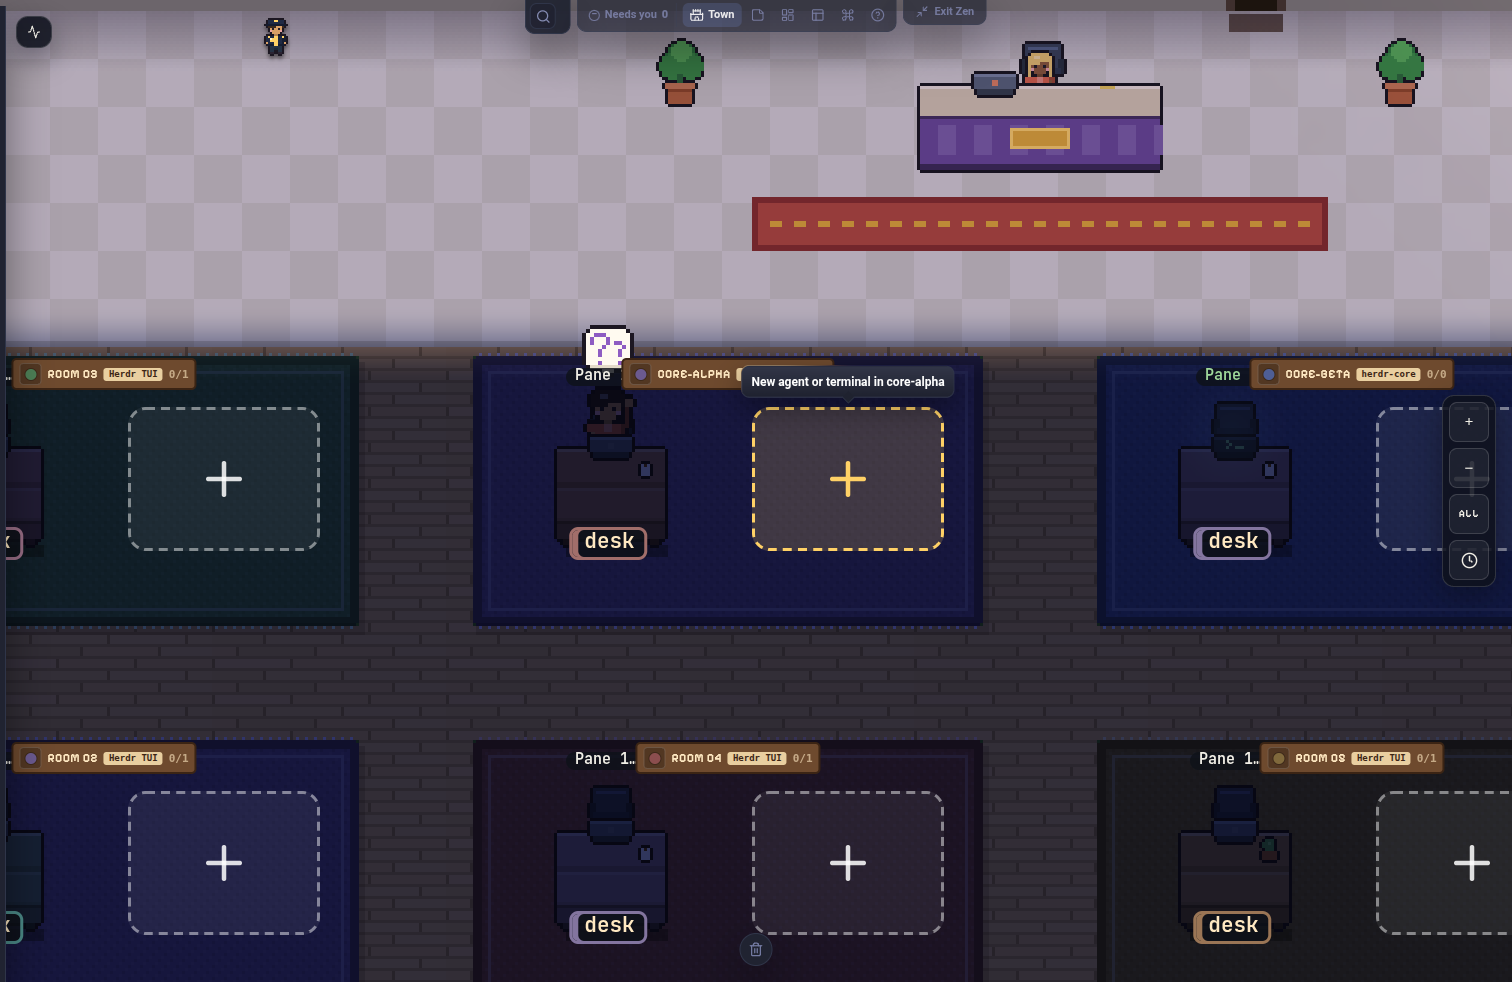 Needs you 0
Town
Exit Zen
ROOM 03 Herdr TUI 0/1
Pane
CORE-ALPHA
New agent or terminal in core-alpha
Pane
CORE-BETA herdr-core 0/0
+
−
ALL
desk
desk
ROOM 02 Herdr TUI 0/1
Pane 1…
ROOM 04 Herdr TUI 0/1
Pane 1…
ROOM 05 Herdr TUI 0/1
desk
desk